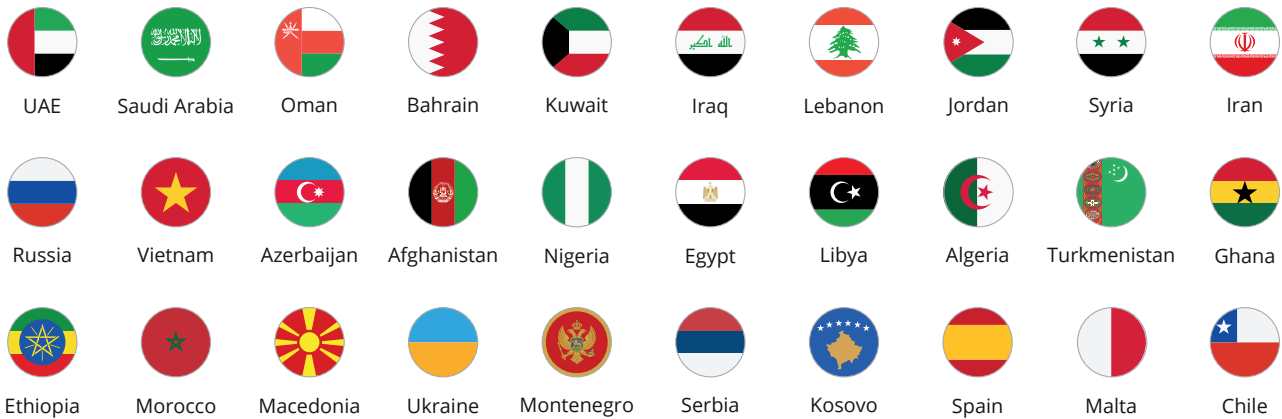 UAE Saudi Arabia Oman Bahrain Kuwait Iraq Lebanon Jordan Syria Iran
Russia Vietnam Azerbaijan Afghanistan Nigeria Egypt Libya Algeria Turkmenistan Ghana
Ethiopia Morocco Macedonia Ukraine Montenegro Serbia Kosovo Spain Malta Chile